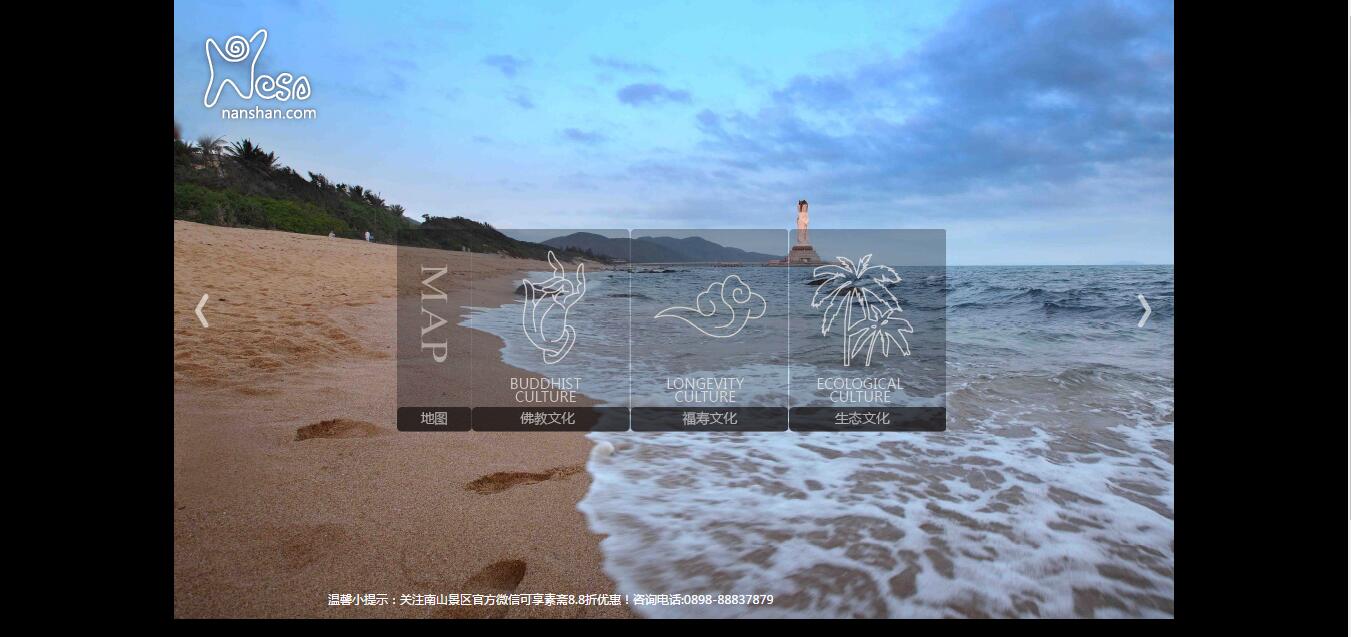 nesa
nanshan.com
MAP
地图
BUDDHIST
CULTURE
佛教文化
LONGEVITY
CULTURE
福寿文化
ECOLOGICAL
CULTURE
生态文化
温馨小提示：关注南山景区官方微信可享素斋8.8折优惠！咨询电话:0898-88837879